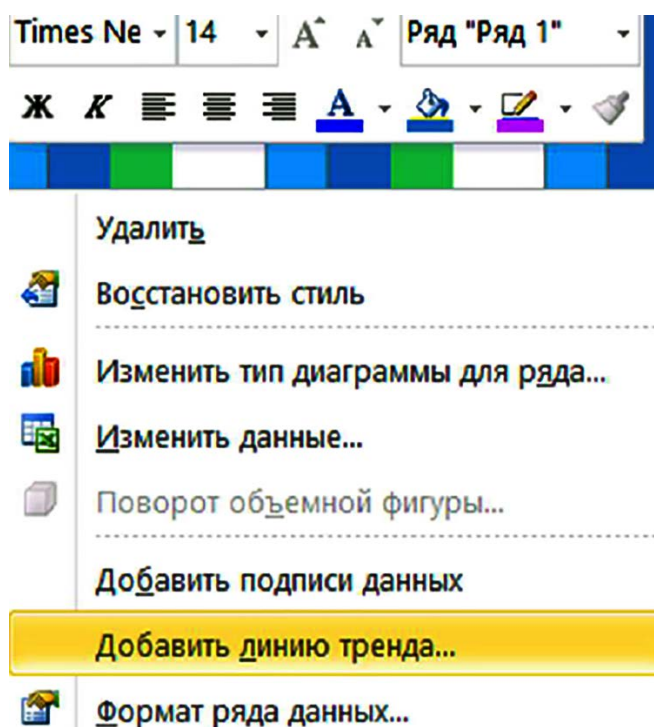 Times Ne 14 A A Ряд "Ряд 1"
Ж К A
Удалить
Восстановить стиль
Изменить тип диаграммы для ряда...
Изменить данные...
Поворот объемной фигуры...
Добавить подписи данных
Добавить линию тренда...
Формат ряда данных...